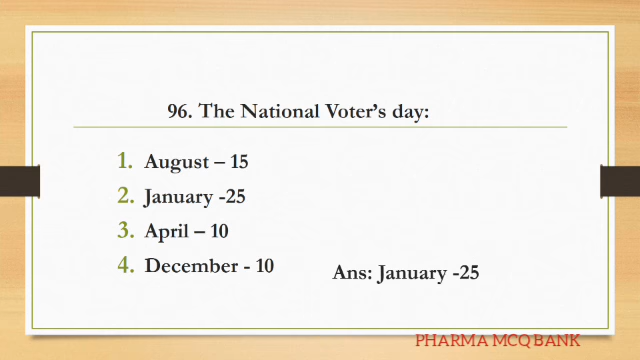 96. The National Voter’s day:
1. August – 15
2. January -25
3. April – 10
4. December - 10
Ans: January -25
PHARMA MCQ BANK